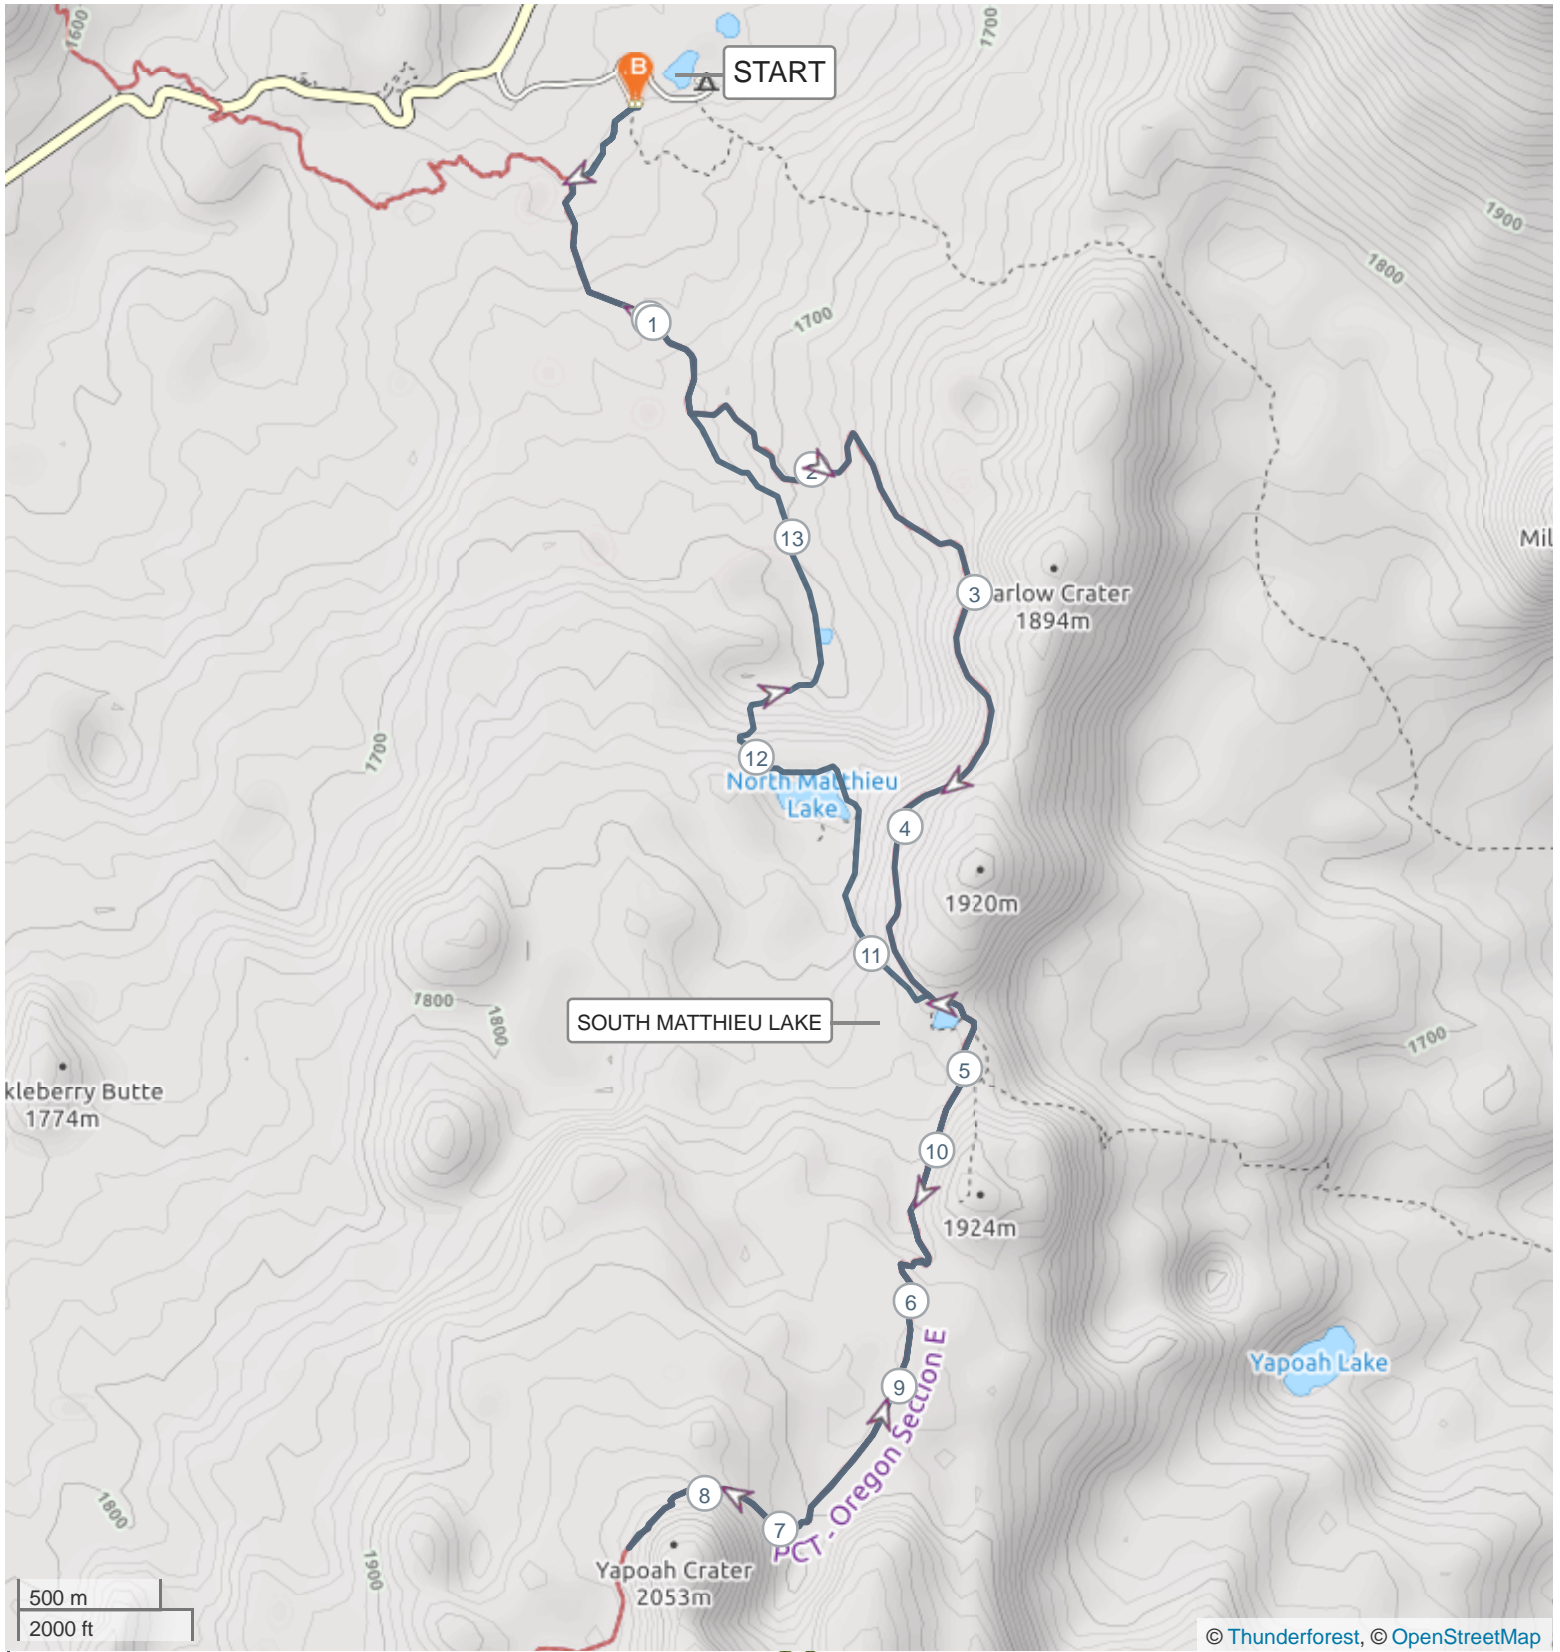 1600
1700
B
START
1900
1800
1
1700
2
Mil
13
3
arlow Crater
1894m
1700
12
North Matthieu
Lake
4
1920m
11
1800
1800
SOUTH MATTHIEU LAKE
1700
5
kleberry Butte
1774m
10
1924m
6
Yapoah Lake
9
PCT - Oregon Section E
8
7
1800
1900
Yapoah Crater
2053m
500 m
2000 ft
© Thunderforest, © OpenStreetMap